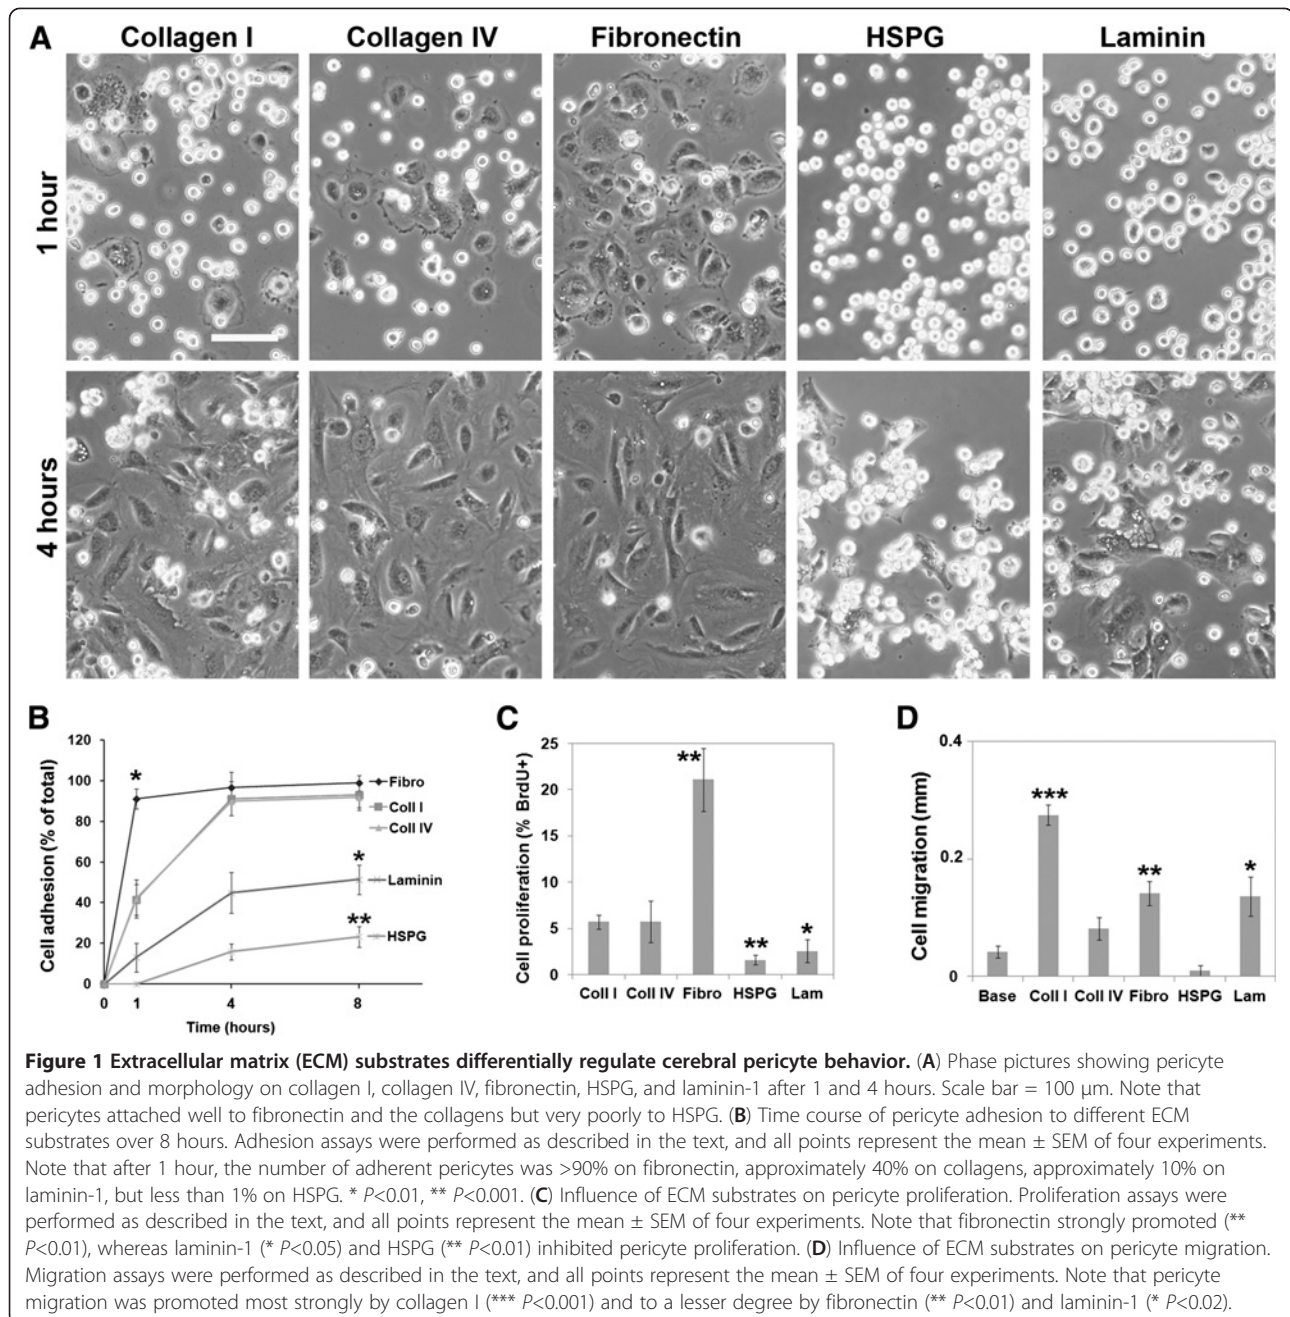 A
Collagen I
Collagen IV
Fibronectin
HSPG
Laminin
1 hour
4 hours
B
Cell adhesion (% of total)
120
100
80
60
40
20
0
0
1
4
8
Time (hours)
*
*
**
Fibro
Coll I
Coll IV
Laminin
HSPG
C
Cell proliferation (% BrdU+)
25
20
15
10
5
0
**
**
*
Coll I
Coll IV
Fibro
HSPG
Lam
D
Cell migration (mm)
0.4
0.2
0
***
**
*
Base
Coll I
Coll IV
Fibro
HSPG
Lam
Figure 1 Extracellular matrix (ECM) substrates differentially regulate cerebral pericyte behavior. (A) Phase pictures showing pericyte
adhesion and morphology on collagen I, collagen IV, fibronectin, HSPG, and laminin-1 after 1 and 4 hours. Scale bar = 100 μm. Note that
pericytes attached well to fibronectin and the collagens but very poorly to HSPG. (B) Time course of pericyte adhesion to different ECM
substrates over 8 hours. Adhesion assays were performed as described in the text, and all points represent the mean ± SEM of four experiments.
Note that after 1 hour, the number of adherent pericytes was >90% on fibronectin, approximately 40% on collagens, approximately 10% on
laminin-1, but less than 1% on HSPG. * P<0.01, ** P<0.001. (C) Influence of ECM substrates on pericyte proliferation. Proliferation assays were
performed as described in the text, and all points represent the mean ± SEM of four experiments. Note that fibronectin strongly promoted (**
P<0.01), whereas laminin-1 (* P<0.05) and HSPG (** P<0.01) inhibited pericyte proliferation. (D) Influence of ECM substrates on pericyte migration.
Migration assays were performed as described in the text, and all points represent the mean ± SEM of four experiments. Note that pericyte
migration was promoted most strongly by collagen I (*** P<0.001) and to a lesser degree by fibronectin (** P<0.01) and laminin-1 (* P<0.02).